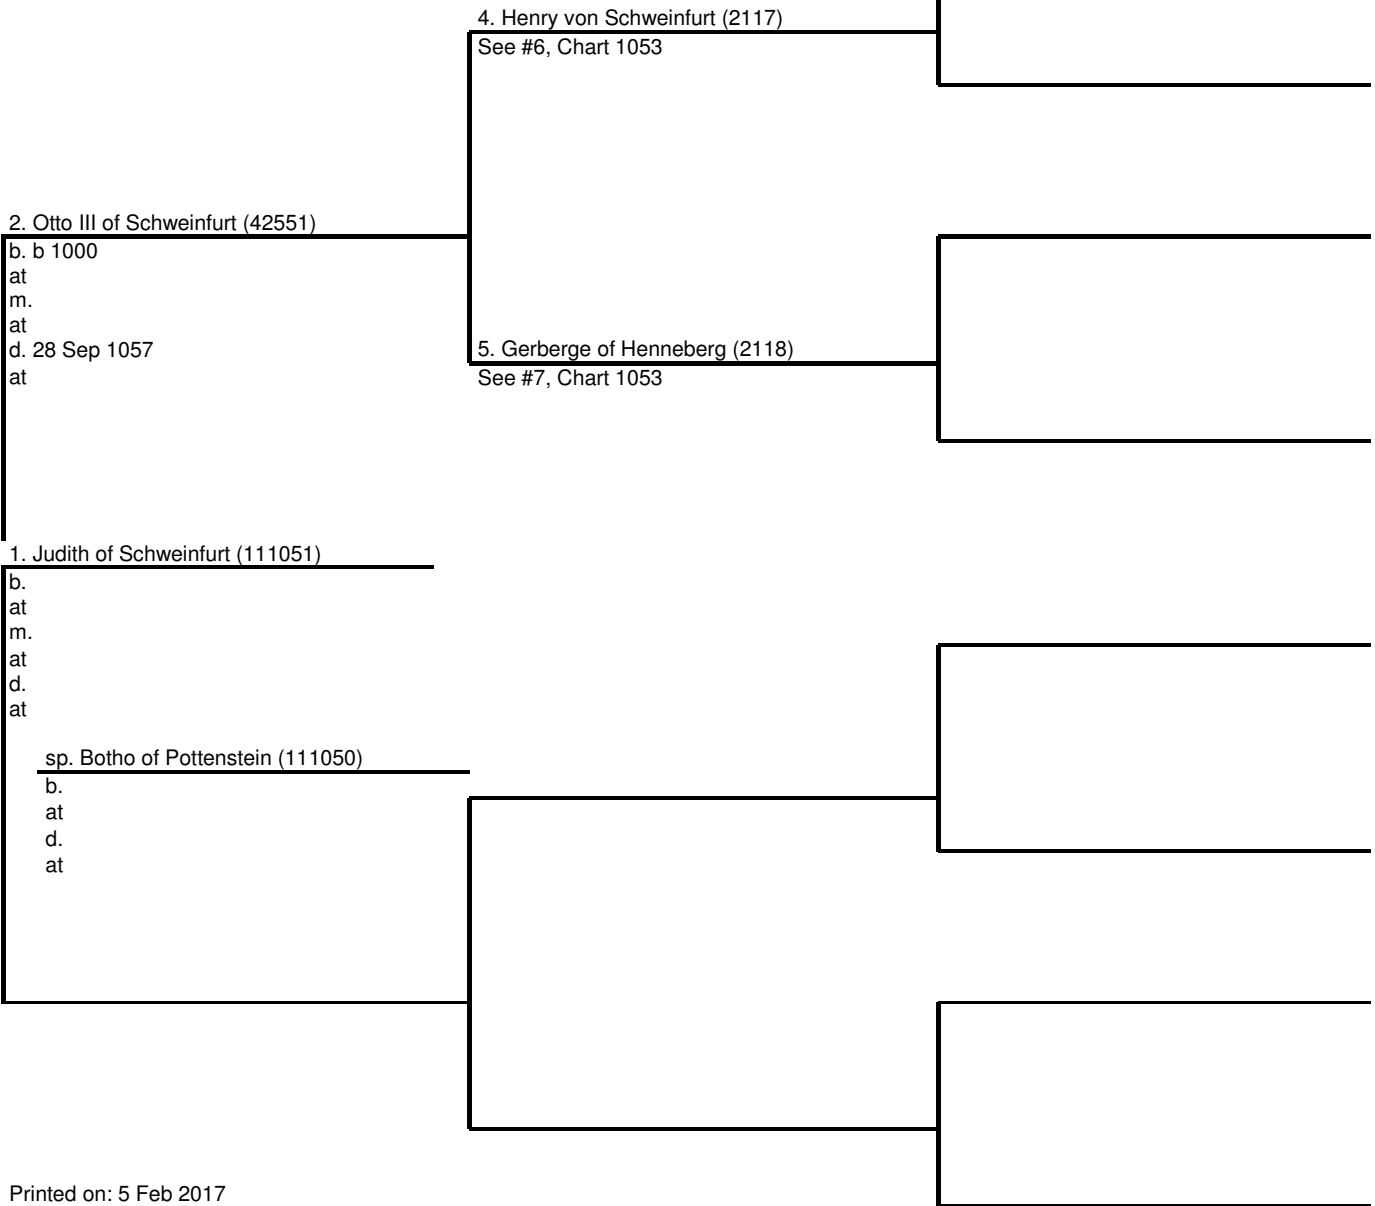 4. Henry von Schweinfurt (2117)
See #6, Chart 1053
2. Otto III of Schweinfurt (42551)
b. b 1000
at
m.
at
d. 28 Sep 1057
at
5. Gerberge of Henneberg (2118)
See #7, Chart 1053
1. Judith of Schweinfurt (111051)
b.
at
m.
at
d.
at
sp. Botho of Pottenstein (111050)
b.
at
d.
at
Printed on: 5 Feb 2017